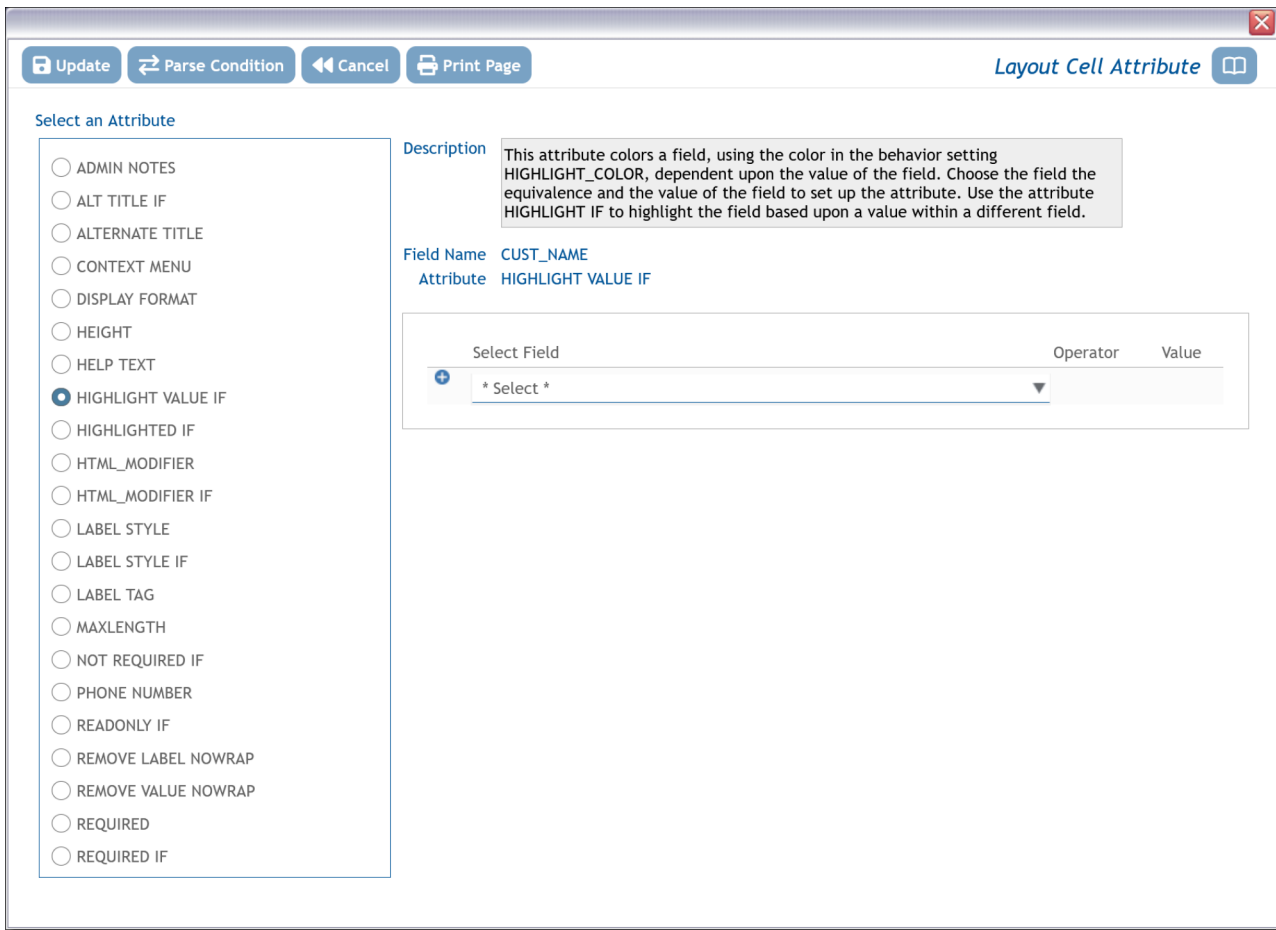 Update
Parse Condition
Cancel
Print Page
Layout Cell Attribute
Select an Attribute
ADMIN NOTES
ALT TITLE IF
ALTERNATE TITLE
CONTEXT MENU
DISPLAY FORMAT
HEIGHT
HELP TEXT
HIGHLIGHT VALUE IF
HIGHLIGHTED IF
HTML_MODIFIER
HTML_MODIFIER IF
LABEL STYLE
LABEL STYLE IF
LABEL TAG
MAXLENGTH
NOT REQUIRED IF
PHONE NUMBER
READONLY IF
REMOVE LABEL NOWRAP
REMOVE VALUE NOWRAP
REQUIRED
REQUIRED IF
Description
This attribute colors a field, using the color in the behavior setting
HIGHLIGHT_COLOR, dependent upon the value of the field. Choose the field the
equivalence and the value of the field to set up the attribute. Use the attribute
HIGHLIGHT IF to highlight the field based upon a value within a different field.
Field Name CUST_NAME
Attribute HIGHLIGHT VALUE IF
Select Field Operator Value
* Select *